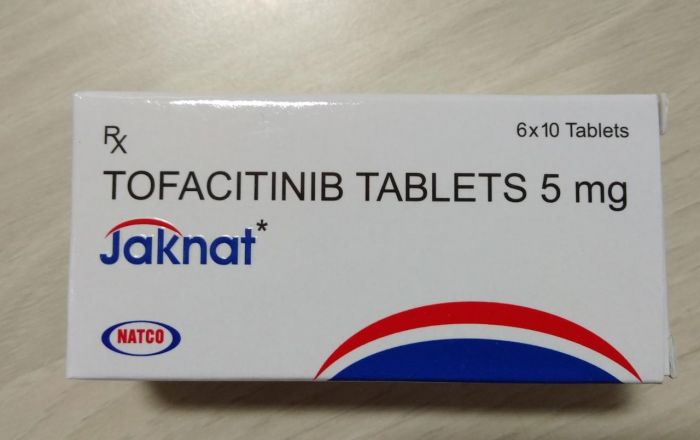 Rx
6x10 Tablets
TOFACITINIB TABLETS 5 mg
Jaknat*
NATCO